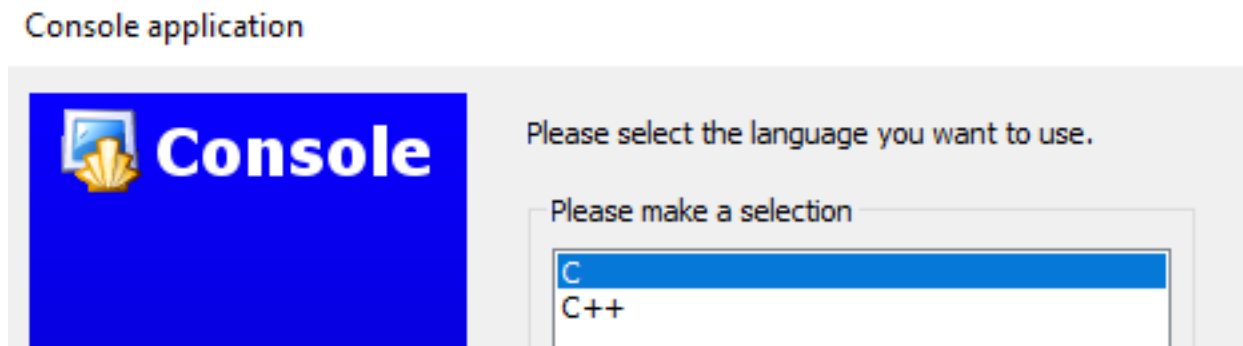 Console application
Console
Please select the language you want to use.
Please make a selection
C
C++